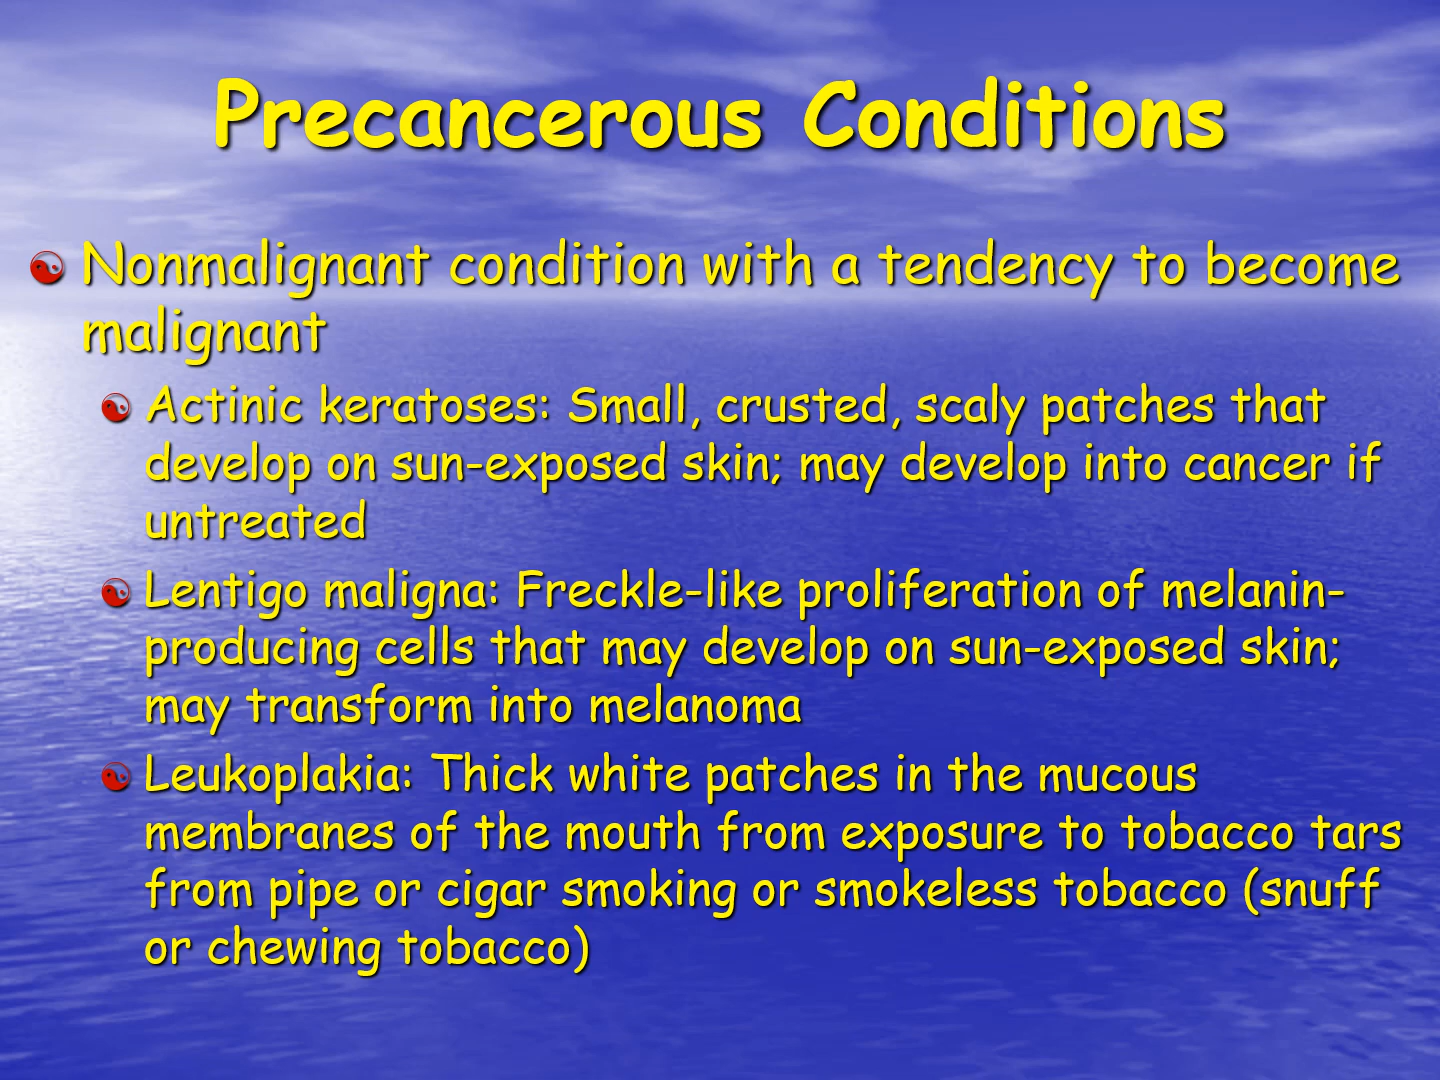 Precancerous Conditions
Nonmalignant condition with a tendency to become
malignant
Actinic keratoses: Small, crusted, scaly patches that
develop on sun-exposed skin; may develop into cancer if
untreated
Lentigo maligna: Freckle-like proliferation of melanin-
producing cells that may develop on sun-exposed skin;
may transform into melanoma
Leukoplakia: Thick white patches in the mucous
membranes of the mouth from exposure to tobacco tars
from pipe or cigar smoking or smokeless tobacco (snuff
or chewing tobacco)